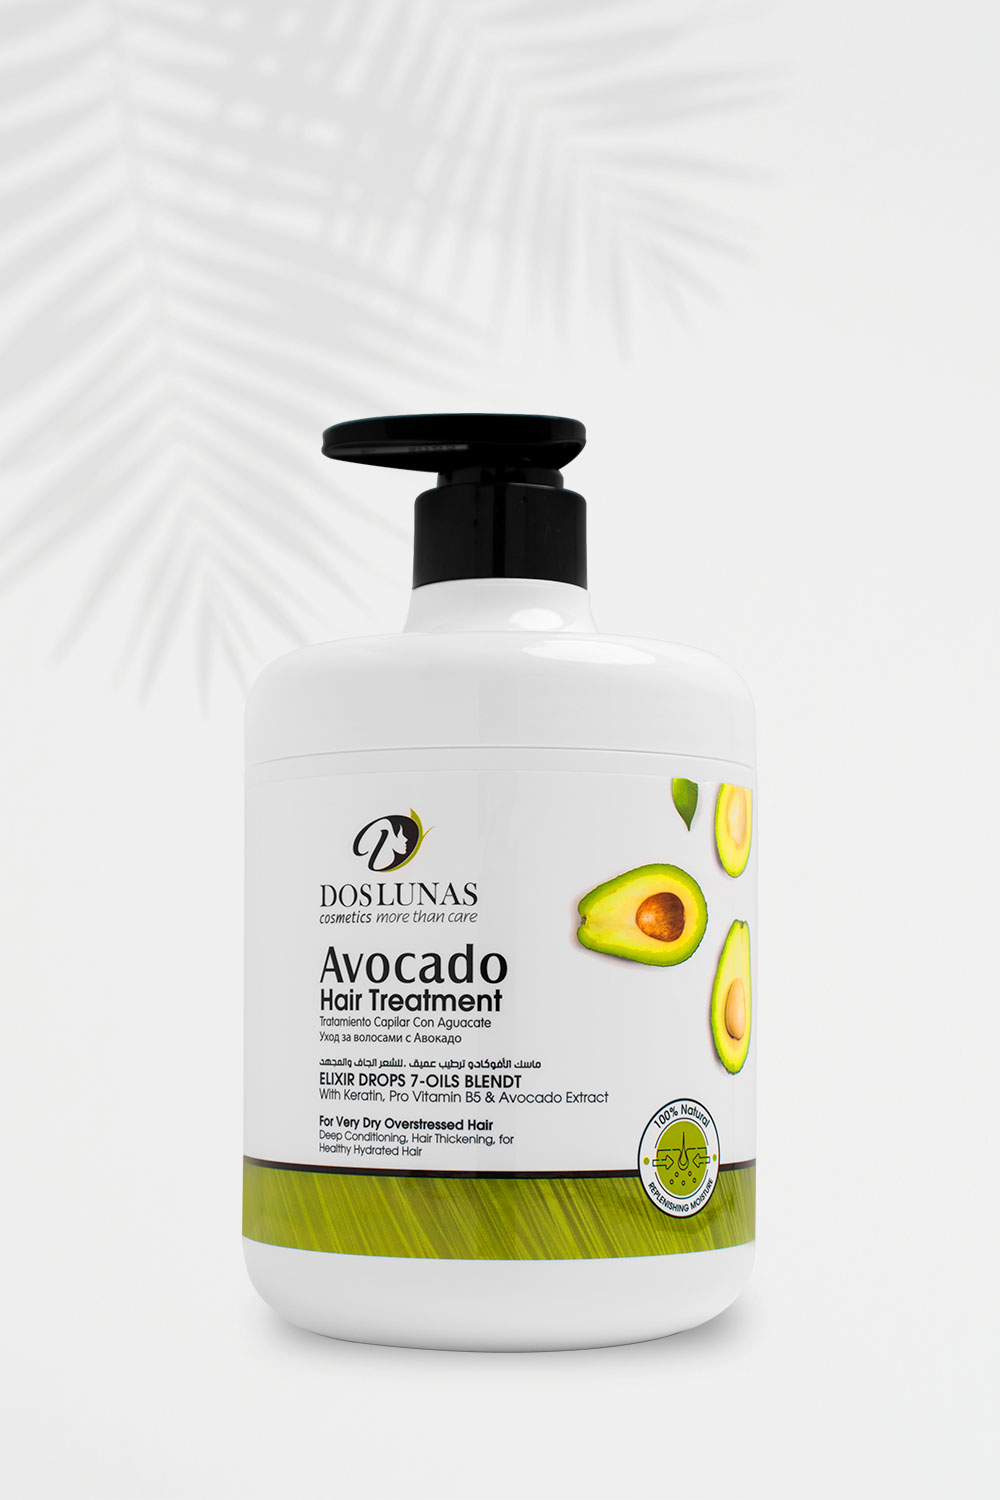 DOS LUNAS
cosmetics more than care
Avocado
Hair Treatment
Tratamiento Capilar Con Aguacate
Уход за волосами с Авокадо
ماسك الأفوكادو ترطيب عميق .للشعر الجاف والمجهد
ELIXIR DROPS 7-OILS BLENDT
With Keratin, Pro Vitamin B5 & Avocado Extract
For Very Dry Overstressed Hair
Deep Conditioning, Hair Thickening, for
Healthy Hydrated Hair
100% Natural
REPLENISHING MOISTURE